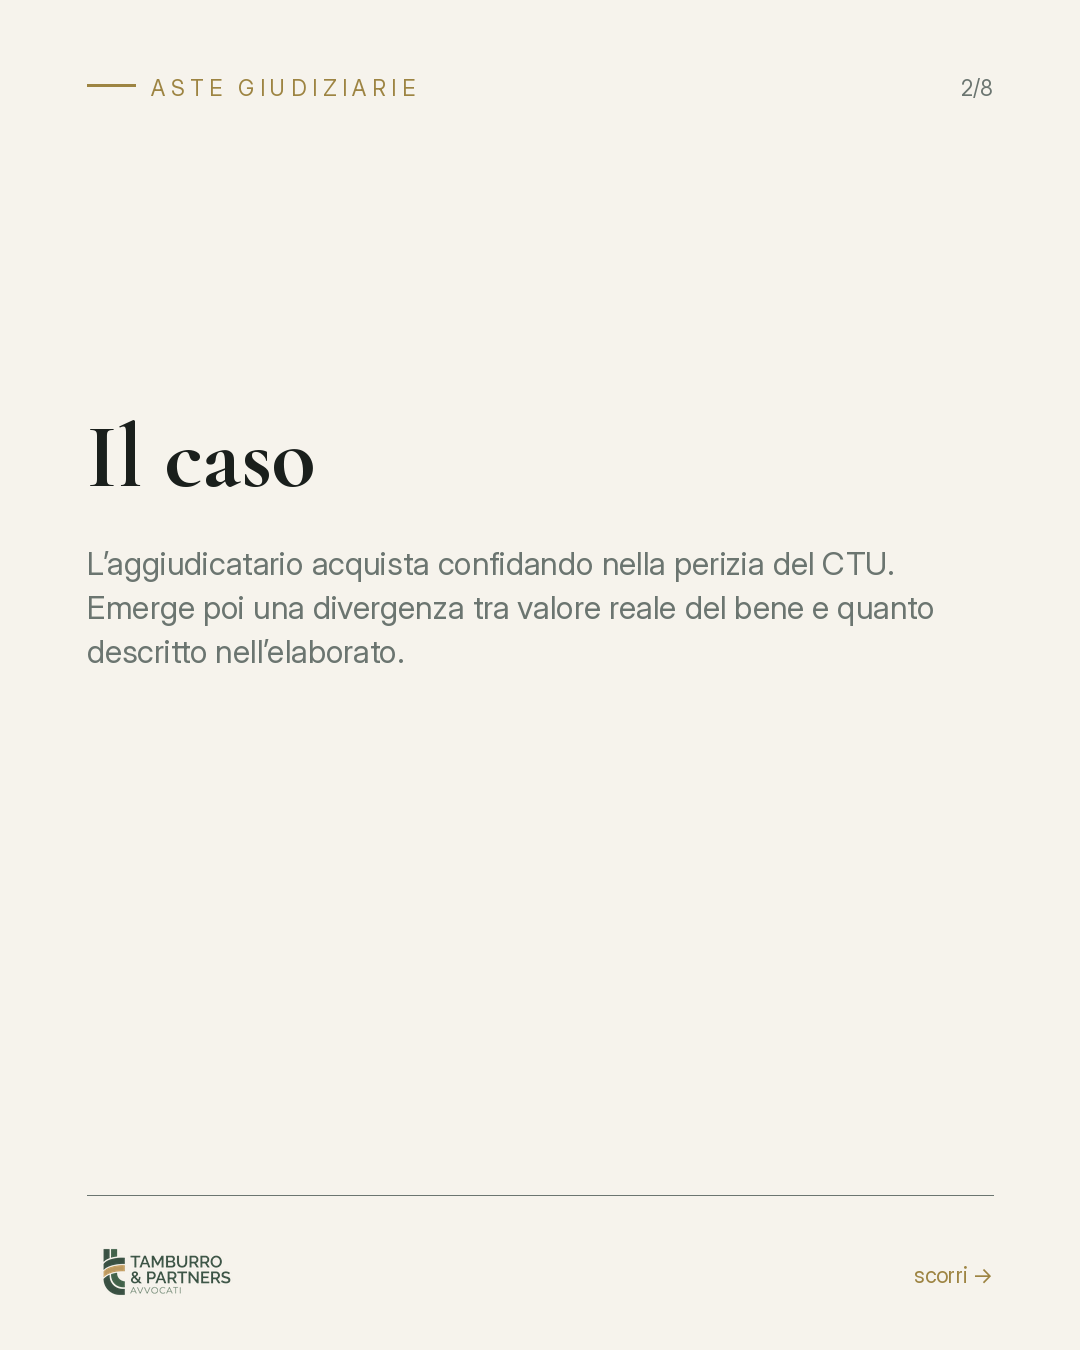 ASTE GIUDIZIARIE
2/8
Il caso
L’aggiudicatario acquista confidando nella perizia del CTU.
Emerge poi una divergenza tra valore reale del bene e quanto
descritto nell’elaborato.
TAMBURRO
& PARTNERS
AVVOCATI
scorri →